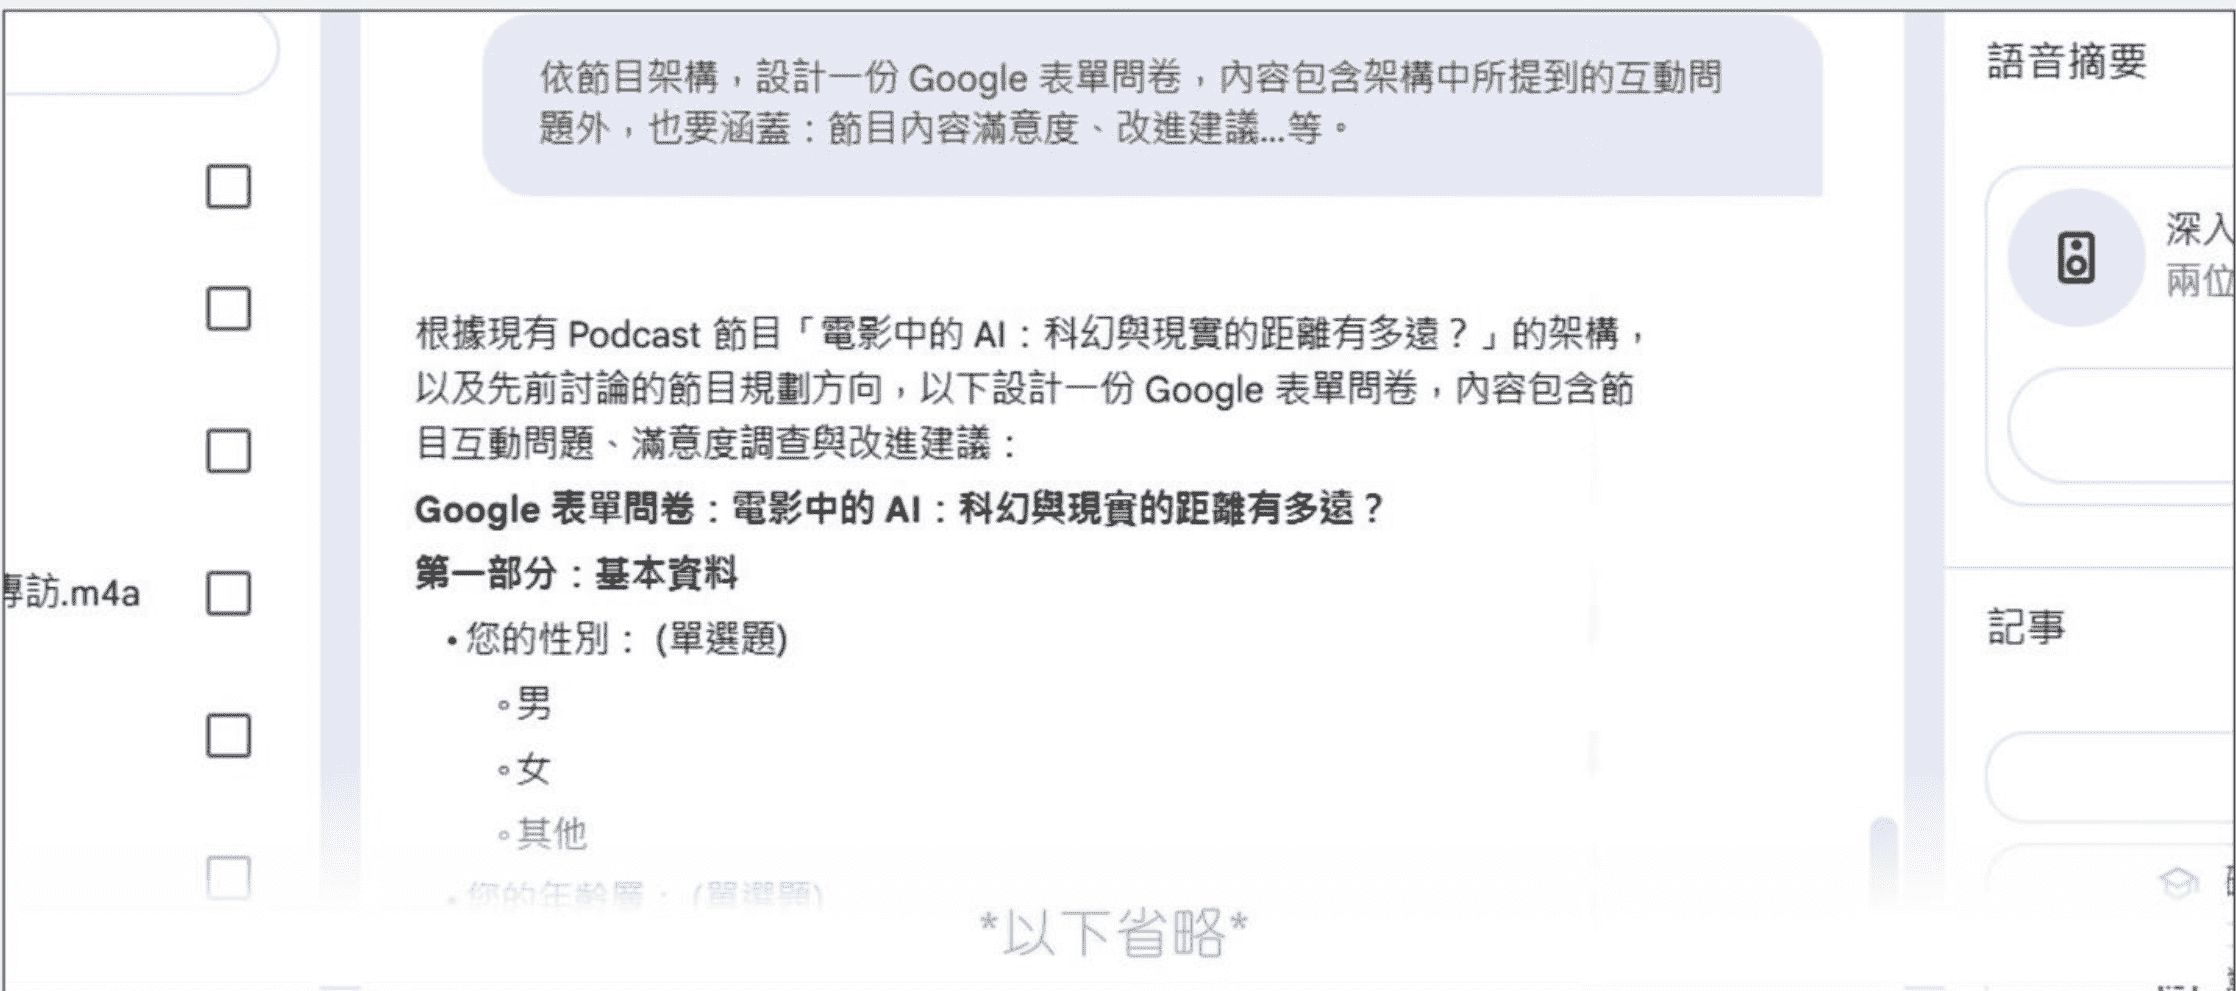 依節目架構，設計一份 Google 表單問卷，內容包含架構中所提到的互動問
題外，也要涵蓋：節目內容滿意度、改進建議...等。
根據現有 Podcast 節目「電影中的 AI：科幻與現實的距離有多遠？」的架構，
以及先前討論的節目規劃方向，以下設計一份 Google 表單問卷，內容包含節
目互動問題、滿意度調查與改進建議：
Google 表單問卷：電影中的 AI：科幻與現實的距離有多遠？
第一部分：基本資料
• 您的性別： (單選題)
◦ 男
◦ 女
◦ 其他
• 您的年齡層： (單選題)
*以下省略*
專訪.m4a
語音摘要
深入
兩位
記事